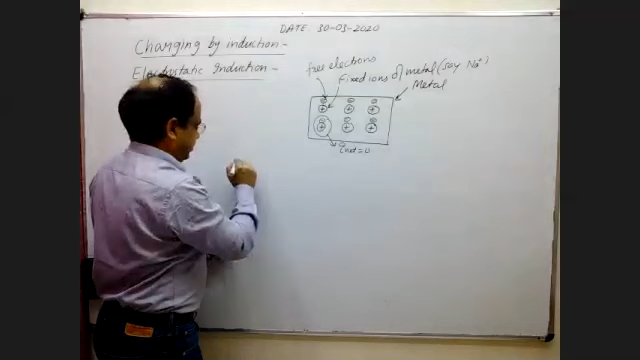 DATE 30-03-2020
Charging by induction-
Electrostatic Induction -
free electrons
Fixed ions of metal (say Na+)
Metal
qnet = 0